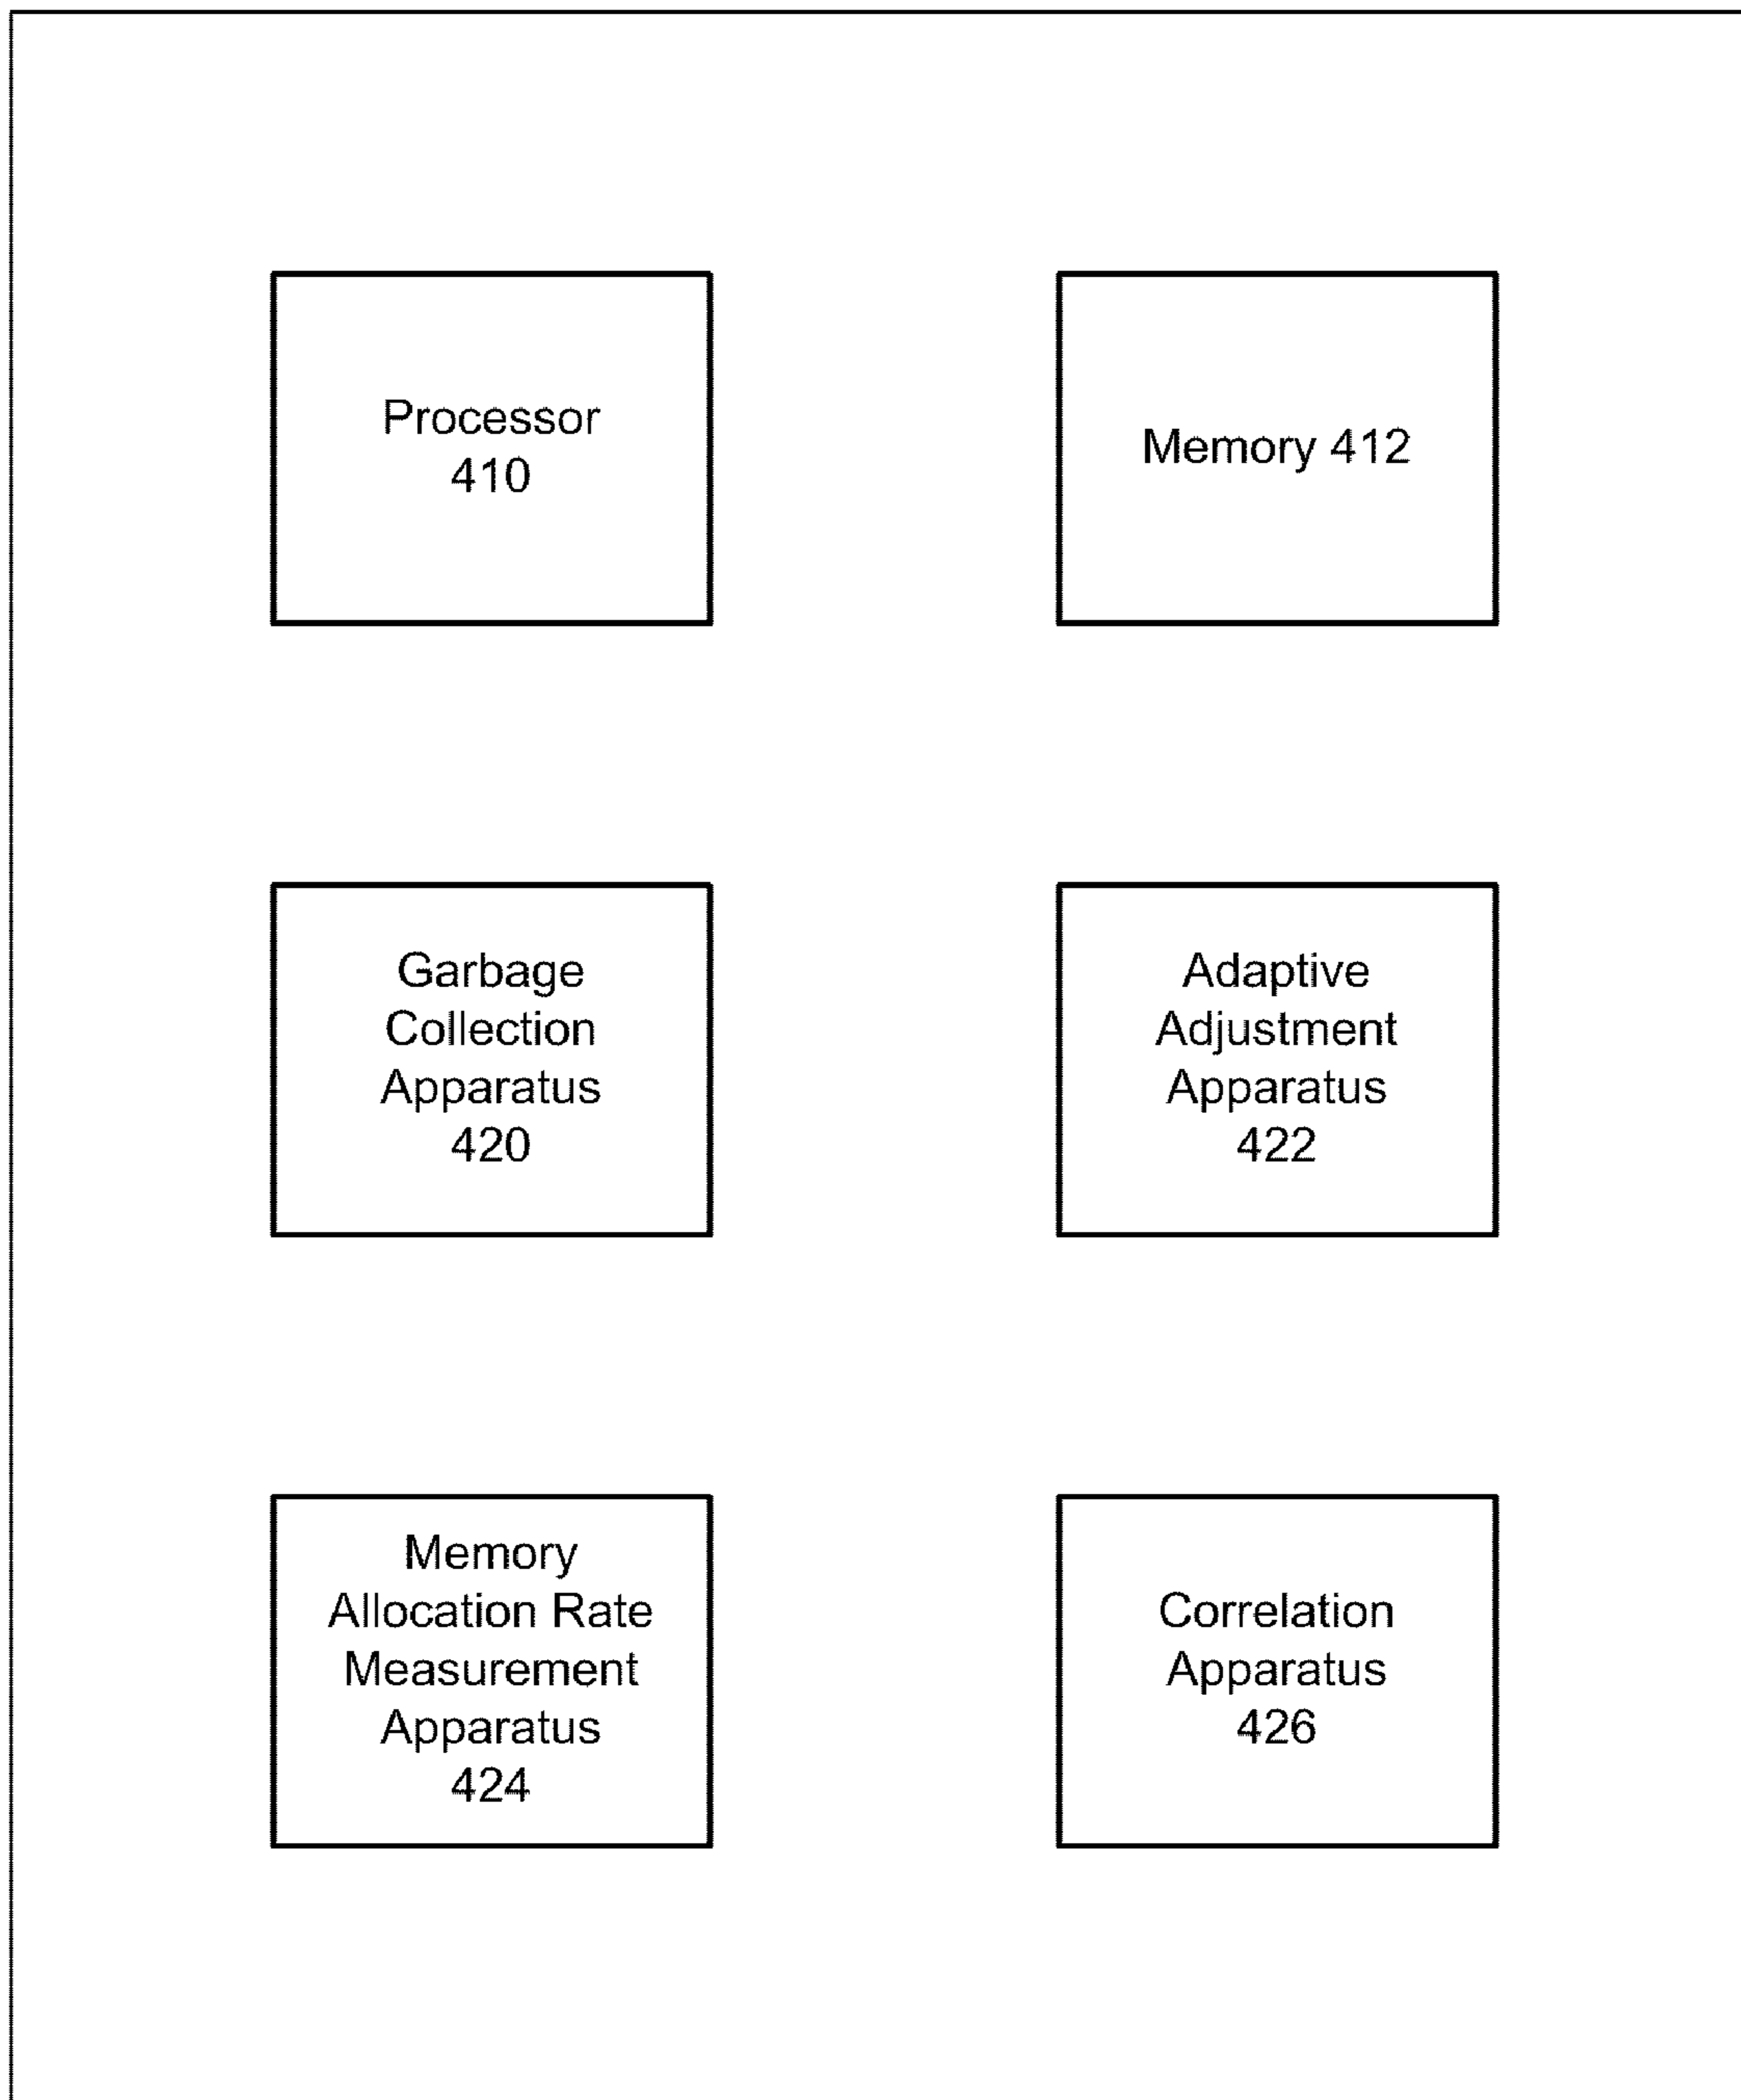 Processor
410
Memory 412
Garbage
Collection
Apparatus
420
Adaptive
Adjustment
Apparatus
422
Memory
Allocation Rate
Measurement
Apparatus
424
Correlation
Apparatus
426